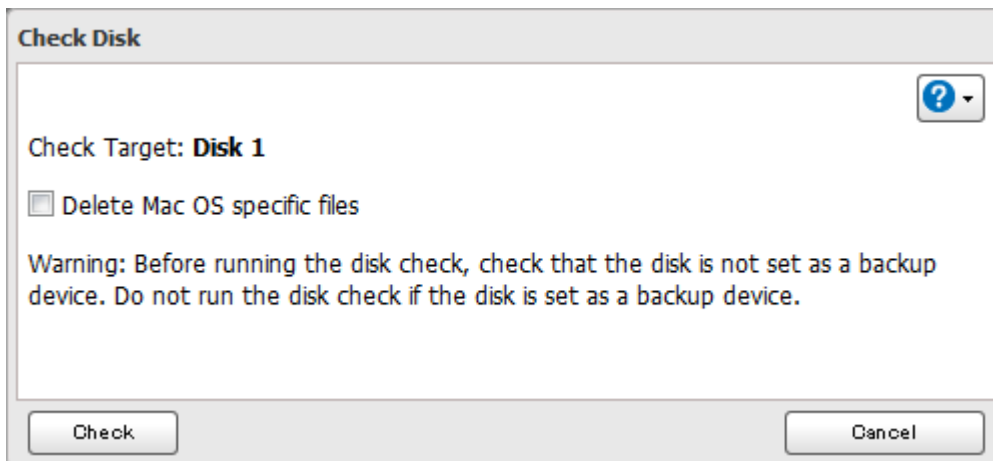 Check Disk
?
Check Target: Disk 1
Delete Mac OS specific files
Warning: Before running the disk check, check that the disk is not set as a backup
device. Do not run the disk check if the disk is set as a backup device.
Check
Cancel